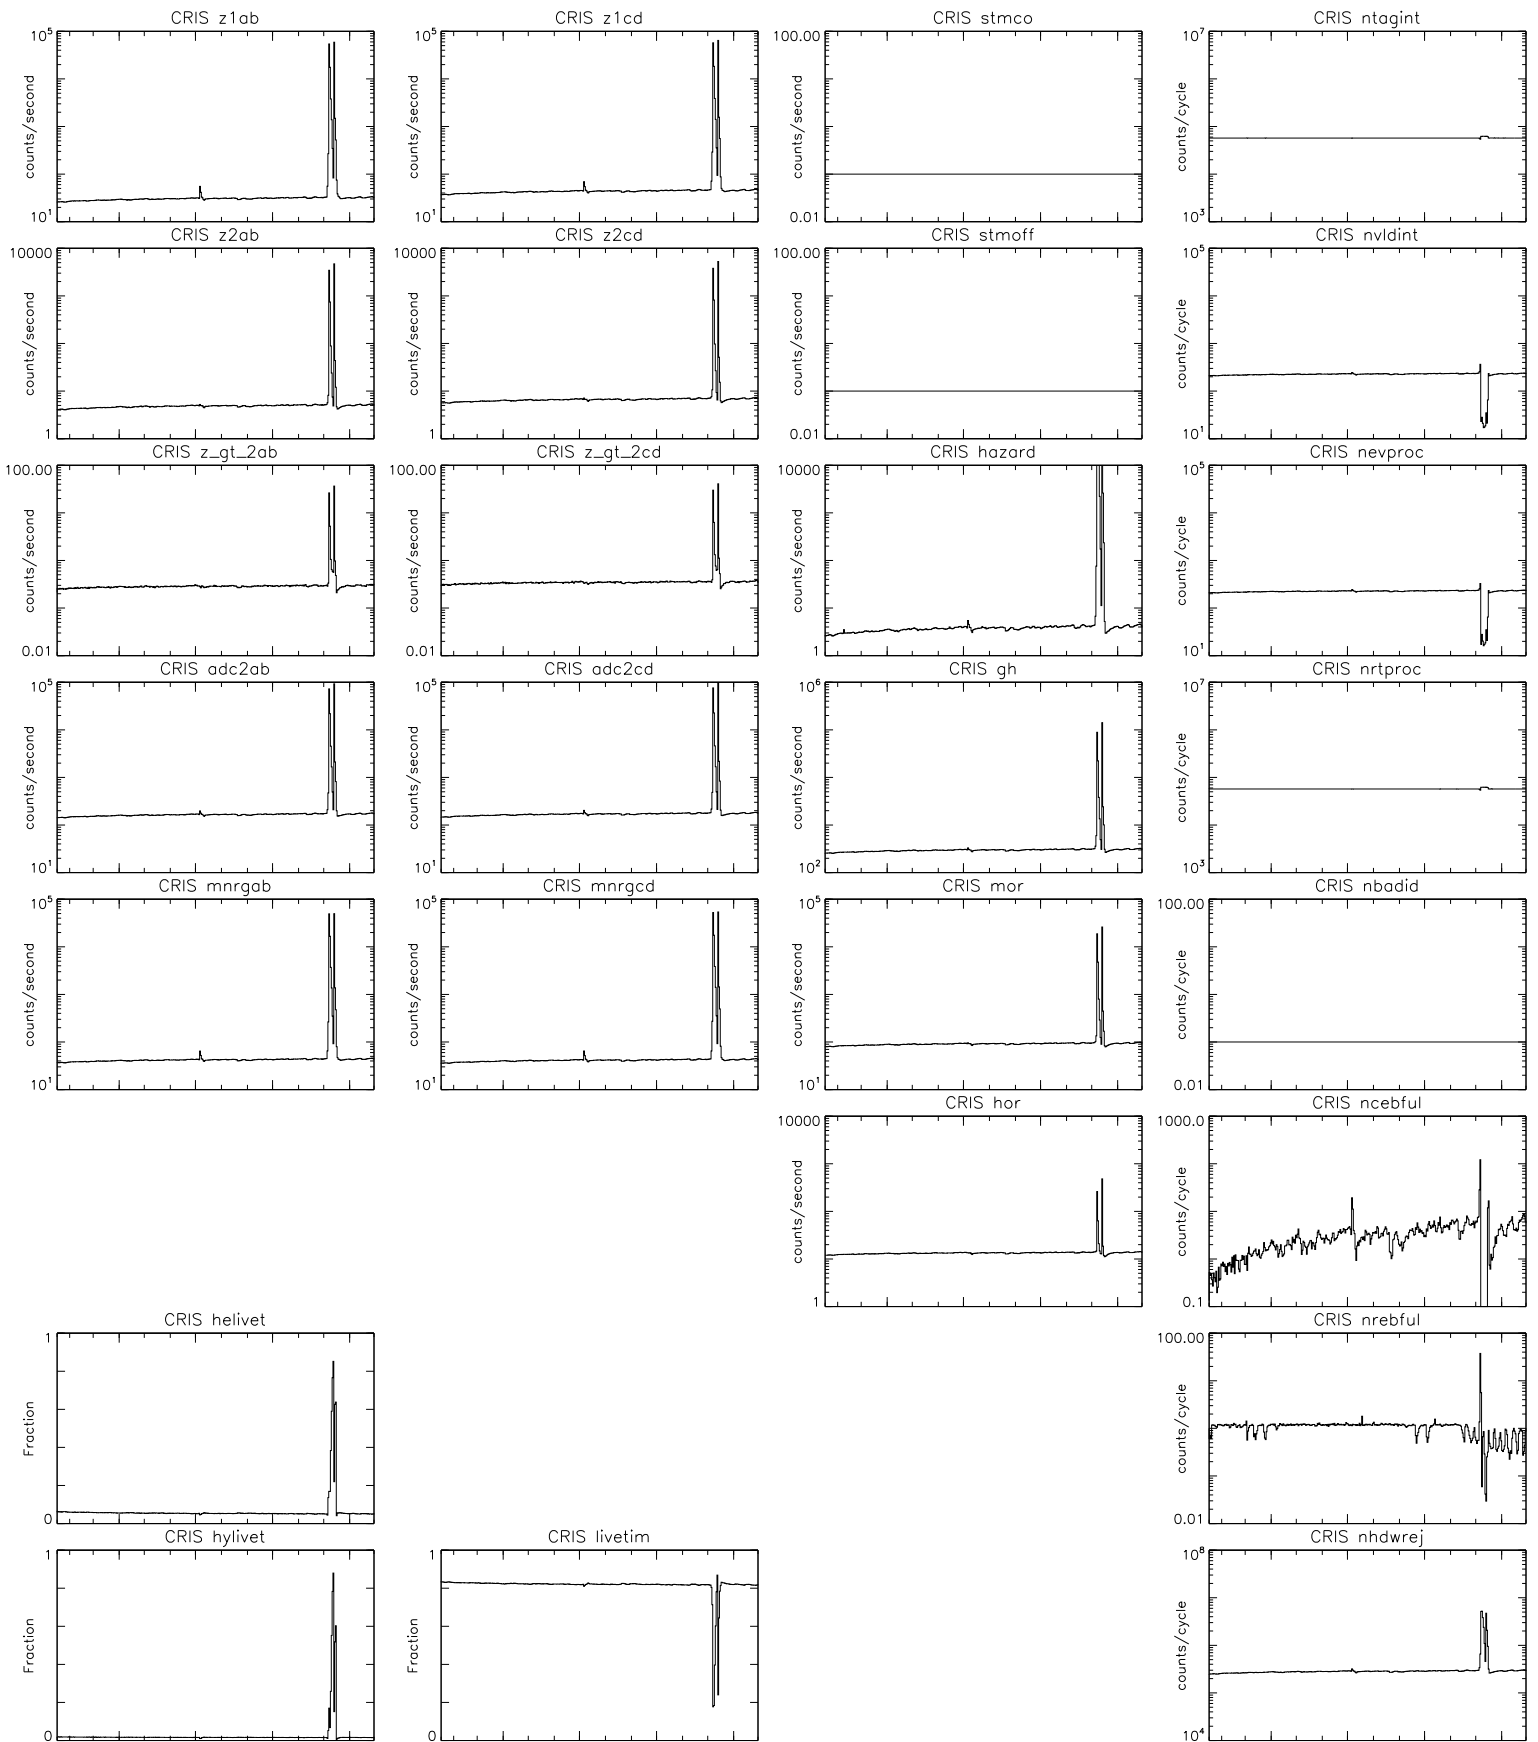 CRIS z1ab
CRIS z1cd
CRIS stmco
CRIS ntagint
10^5
counts/second
10^1
10^5
counts/second
10^1
100.00
counts/second
0.01
10^7
counts/cycle
10^3
CRIS z2ab
CRIS z2cd
CRIS stmoff
CRIS nvldint
10000
counts/second
1
10000
counts/second
1
100.00
counts/second
0.01
10^5
counts/cycle
10^1
CRIS z_gt_2ab
CRIS z_gt_2cd
CRIS hazard
CRIS nevproc
100.00
counts/second
0.01
100.00
counts/second
0.01
10000
counts/second
1
10^5
counts/cycle
10^1
CRIS adc2ab
CRIS adc2cd
CRIS gh
CRIS nrtproc
10^5
counts/second
10^1
10^5
counts/second
10^1
10^6
counts/second
10^2
10^7
counts/cycle
10^3
CRIS mnrgab
CRIS mnrgcd
CRIS mor
CRIS nbadid
10^5
counts/second
10^1
10^5
counts/second
10^1
10^5
counts/second
10^1
100.00
counts/cycle
0.01
CRIS hor
CRIS ncebful
10000
counts/second
1
1000.0
counts/cycle
0.1
CRIS helivet
CRIS nrebful
1
Fraction
0
100.00
counts/cycle
0.01
CRIS hylivet
CRIS livetim
CRIS nhdwrej
1
Fraction
0
1
Fraction
0
10^8
counts/cycle
10^4